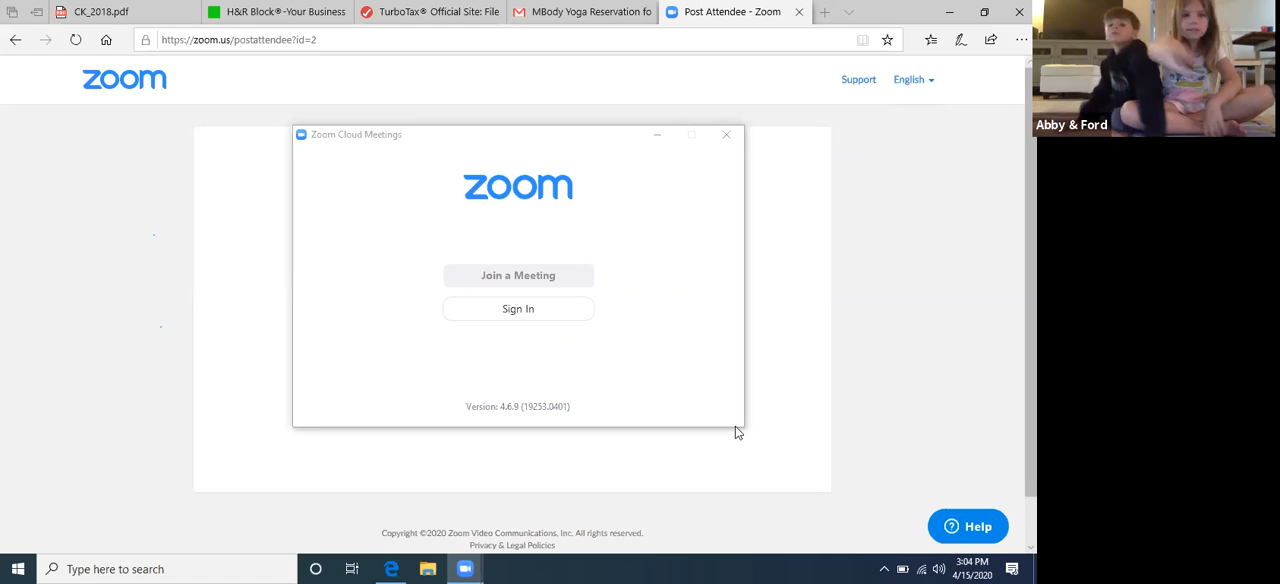 CK_2018.pdf
H&R Block®-Your Business
TurboTax® Official Site: File
MBody Yoga Reservation fo
Post Attendee - Zoom
https://zoom.us/postattendee?id=2
zoom
Support
English
Abby & Ford
Zoom Cloud Meetings
zoom
Join a Meeting
Sign In
Version: 4.6.9 (19253.0401)
Help
Copyright ©2020 Zoom Video Communications, Inc. All rights reserved.
Privacy & Legal Policies
Type here to search
3:04 PM
4/15/2020